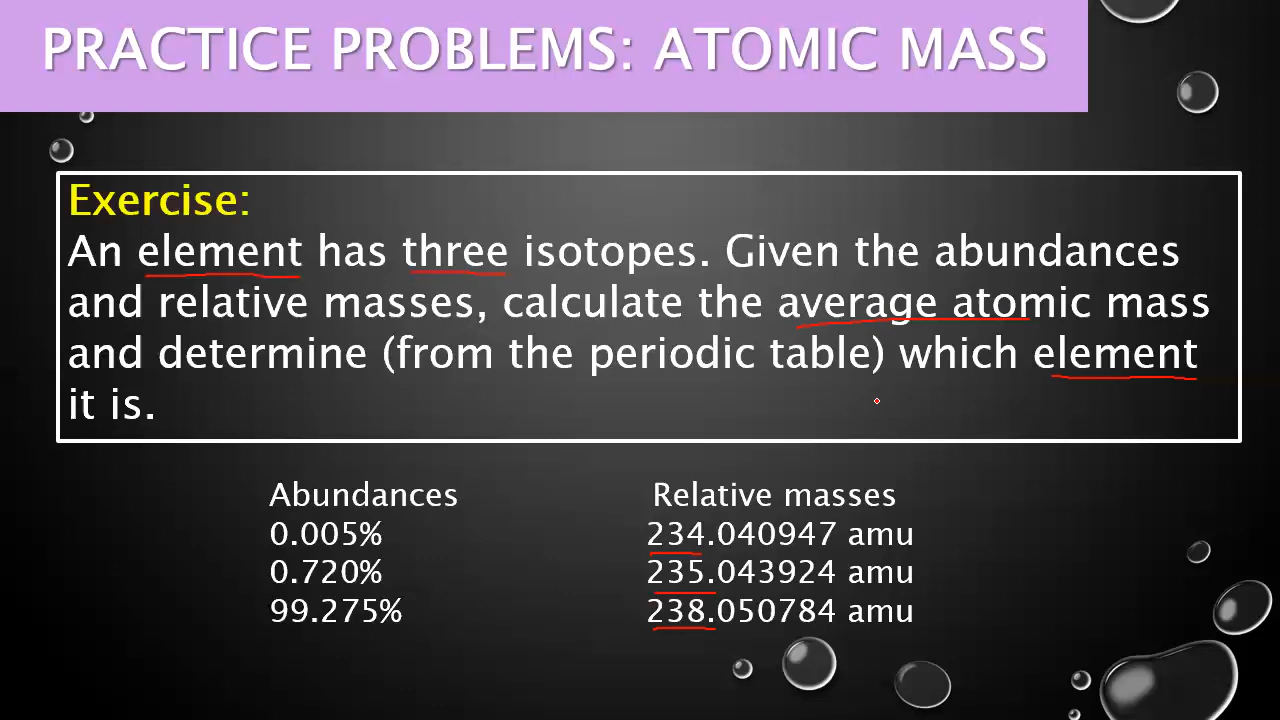 PRACTICE PROBLEMS: ATOMIC MASS
Exercise:
An element has three isotopes. Given the abundances
and relative masses, calculate the average atomic mass
and determine (from the periodic table) which element
it is.
Abundances Relative masses
0.005% 234.040947 amu
0.720% 235.043924 amu
99.275% 238.050784 amu